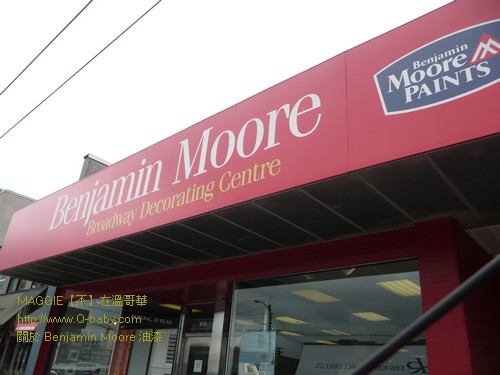 Benjamin
Moore
PAINTS
Benjamin Moore
Broadway Decorating Centre
MAGGIE【不】在溫哥華
http://www.Q-baby.com
關於 Benjamin Moore 油漆